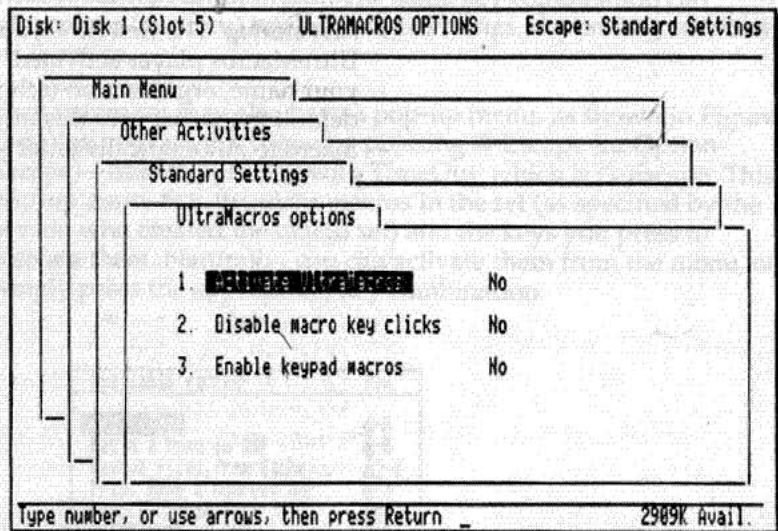 Disk: Disk 1 (Slot 5) ULTRAMACROS OPTIONS Escape: Standard Settings
Main Menu
Other Activities
Standard Settings
UltraMacros options
1.
No
2. Disable macro key clicks No
3. Enable keypad macros No
Type number, or use arrows, then press Return _ 2909K Avail.